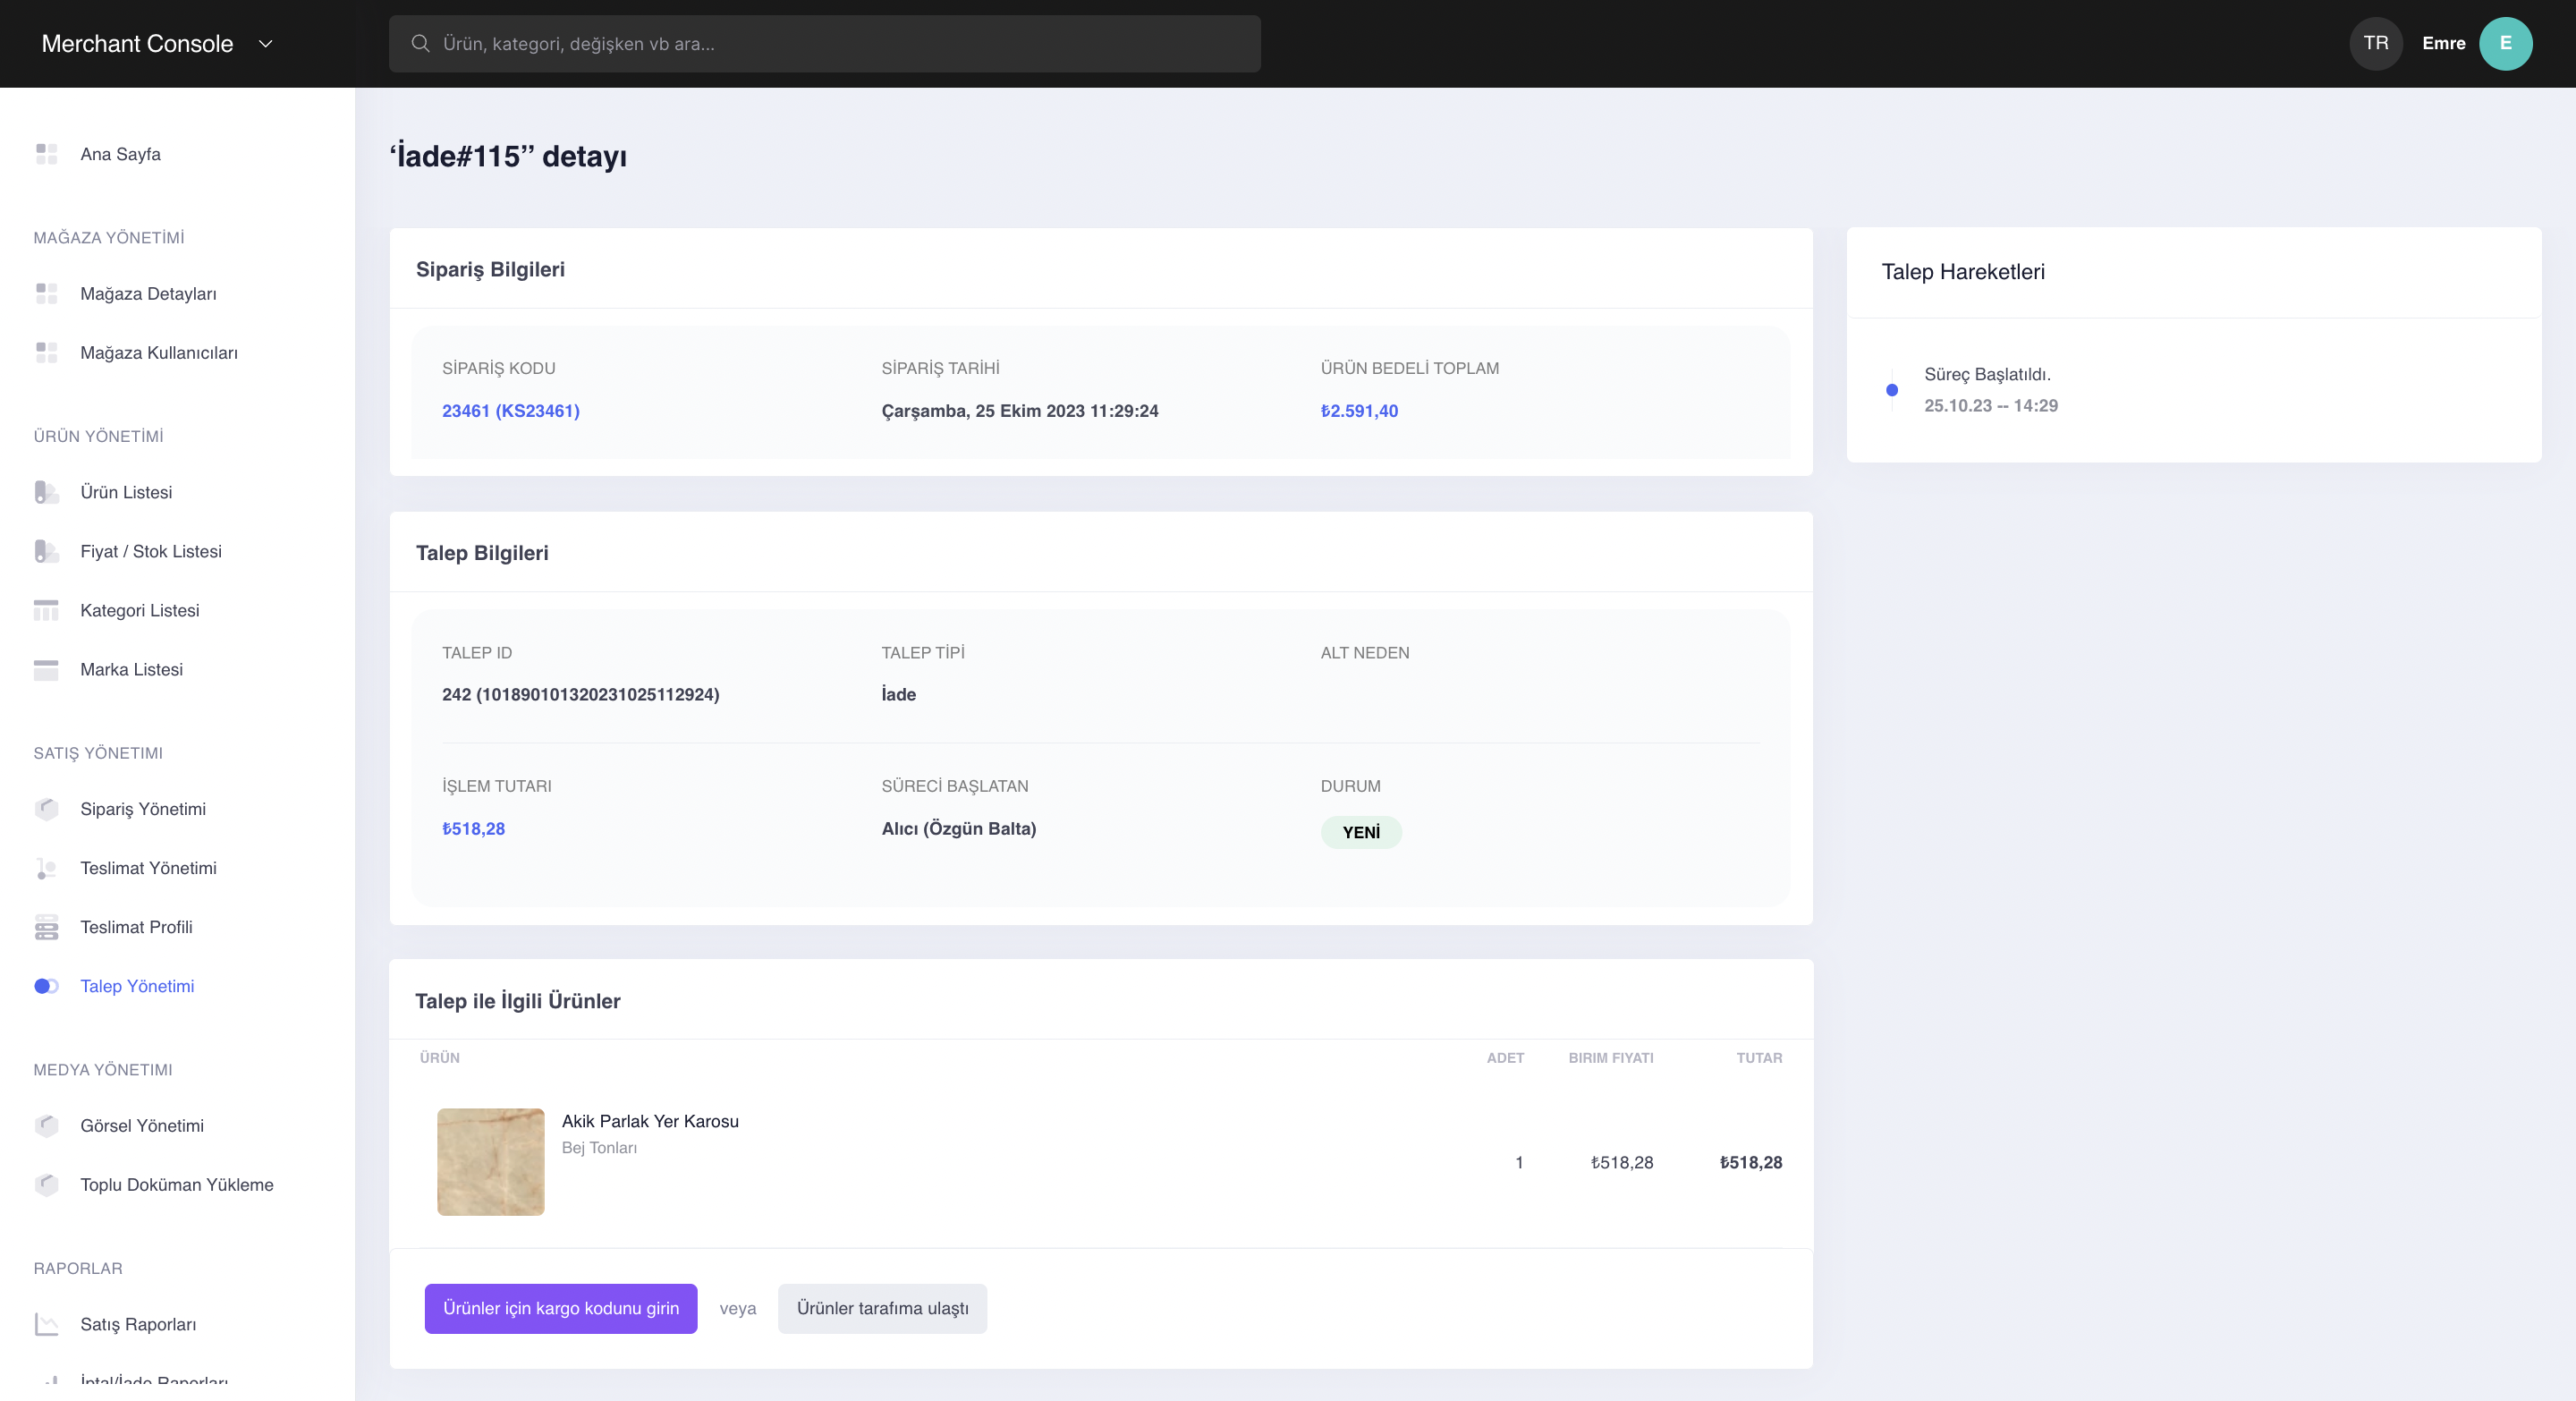 Merchant Console
Ürün, kategori, değişken vb ara...
TR
Emre
E
Ana Sayfa
MAĞAZA YÖNETİMİ
Mağaza Detayları
Mağaza Kullanıcıları
ÜRÜN YÖNETİMİ
Ürün Listesi
Fiyat / Stok Listesi
Kategori Listesi
Marka Listesi
SATIŞ YÖNETIMI
Sipariş Yönetimi
Teslimat Yönetimi
Teslimat Profili
Talep Yönetimi
MEDYA YÖNETIMI
Görsel Yönetimi
Toplu Doküman Yükleme
RAPORLAR
Satış Raporları
İptal/İade Raporları
‘İade#115’’ detayı
Sipariş Bilgileri
SİPARİŞ KODU
SİPARİŞ TARİHİ
ÜRÜN BEDELİ TOPLAM
23461 (KS23461)
Çarşamba, 25 Ekim 2023 11:29:24
₺2.591,40
Talep Bilgileri
TALEP ID
TALEP TİPİ
ALT NEDEN
242 (101890101320231025112924)
İade
İŞLEM TUTARI
SÜRECİ BAŞLATAN
DURUM
₺518,28
Alıcı (Özgün Balta)
YENİ
Talep ile İlgili Ürünler
ÜRÜN
ADET
BIRIM FIYATI
TUTAR
Akik Parlak Yer Karosu
Bej Tonları
1
₺518,28
₺518,28
Ürünler için kargo kodunu girin
veya
Ürünler tarafıma ulaştı
Talep Hareketleri
Süreç Başlatıldı.
25.10.23 -- 14:29